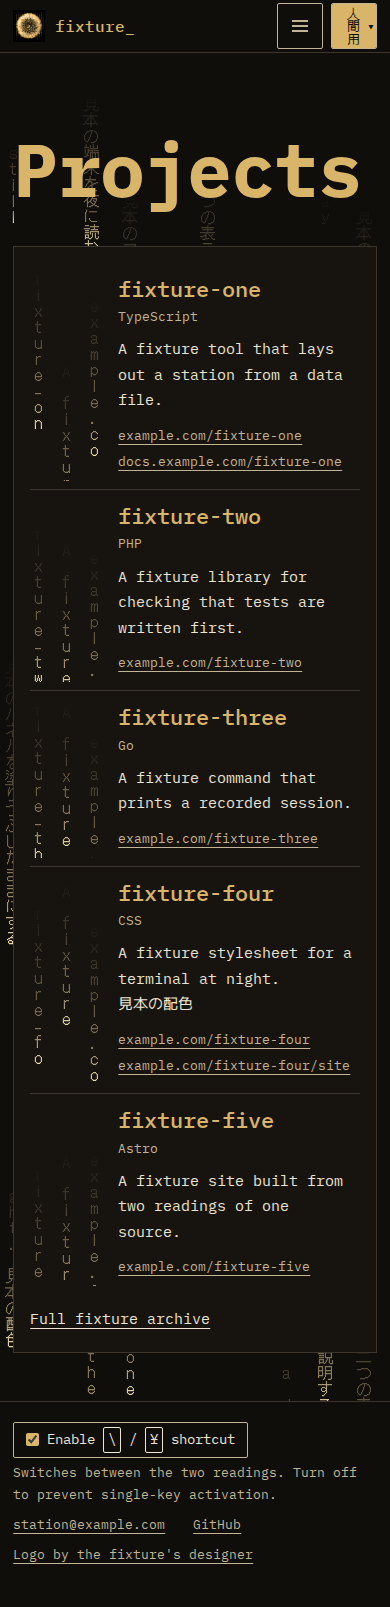 fixture_
人間用
Projects
fixture-one
TypeScript
A fixture tool that lays
out a station from a data
file.
example.com/fixture-one
docs.example.com/fixture-one
fixture-two
PHP
A fixture library for
checking that tests are
written first.
example.com/fixture-two
fixture-three
Go
A fixture command that
prints a recorded session.
example.com/fixture-three
fixture-four
CSS
A fixture stylesheet for a
terminal at night.
見本の配色
example.com/fixture-four
example.com/fixture-four/site
fixture-five
Astro
A fixture site built from
two readings of one
source.
example.com/fixture-five
Full fixture archive
Enable \ / ¥ shortcut
Switches between the two readings. Turn off
to prevent single-key activation.
station@example.com GitHub
Logo by the fixture's designer